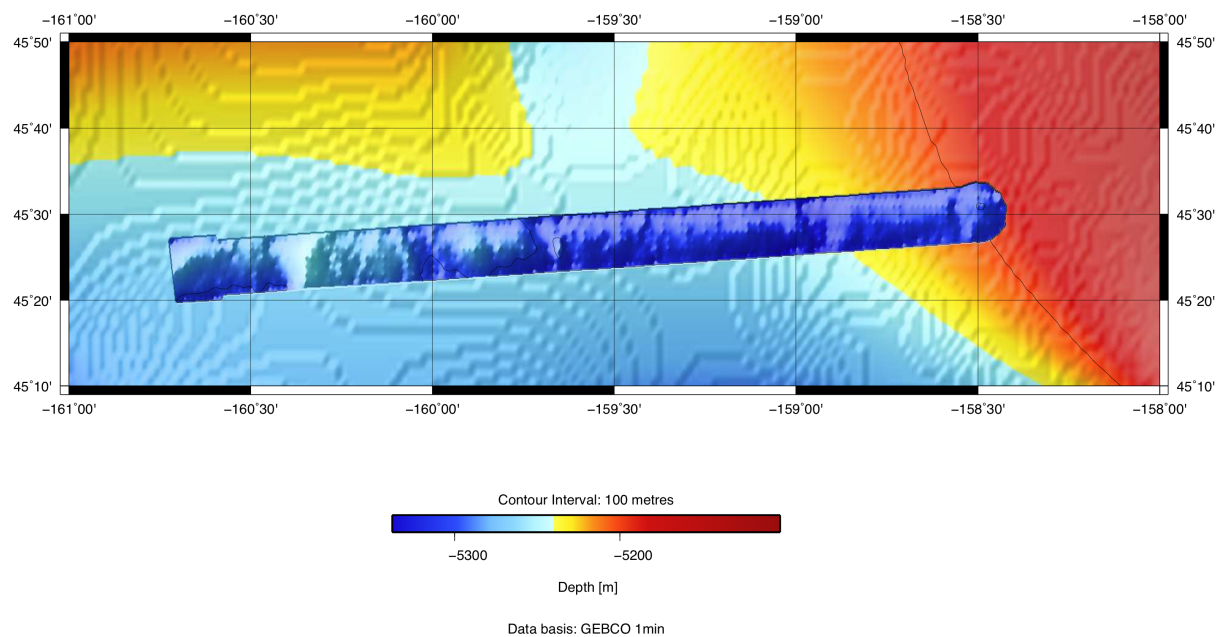 −161˚00' −160˚30' −160˚00' −159˚30' −159˚00' −158˚30' −158˚00'
45˚50' 45˚50'
45˚40' 45˚40'
45˚30' 45˚30'
45˚20' 45˚20'
45˚10' 45˚10'
−161˚00' −160˚30' −160˚00' −159˚30' −159˚00' −158˚30' −158˚00'
Contour Interval: 100 metres
−5300 −5200
Depth [m]
Data basis: GEBCO 1min